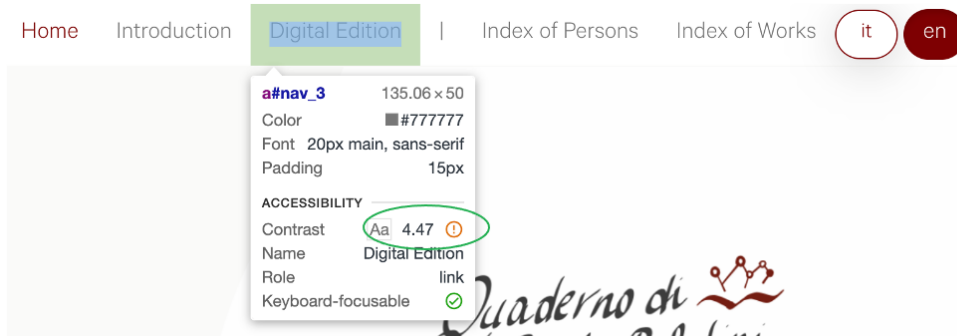 Home Introduction Digital Edition | Index of Persons Index of Works it en
a#nav_3 135.06×50
Color #777777
Font 20px main, sans-serif
Padding 15px
ACCESSIBILITY
Contrast Aa 4.47
Name Digital Edition
Role link
Keyboard-focusable
Quaderno di